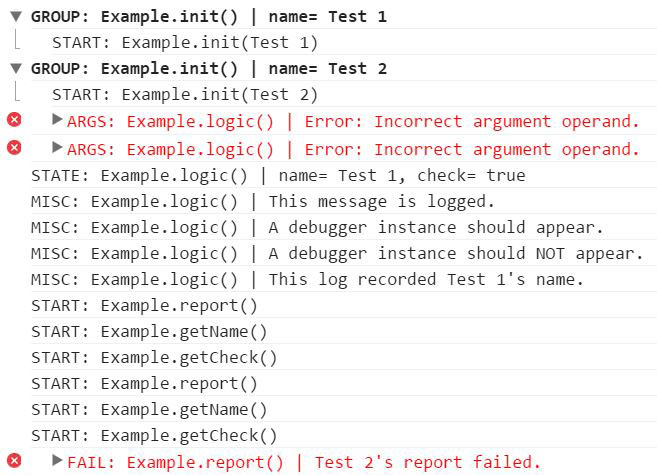 GROUP: Example.init() | name= Test 1
START: Example.init(Test 1)
GROUP: Example.init() | name= Test 2
START: Example.init(Test 2)
ARGS: Example.logic() | Error: Incorrect argument operand.
ARGS: Example.logic() | Error: Incorrect argument operand.
STATE: Example.logic() | name= Test 1, check= true
MISC: Example.logic() | This message is logged.
MISC: Example.logic() | A debugger instance should appear.
MISC: Example.logic() | A debugger instance should NOT appear.
MISC: Example.logic() | This log recorded Test 1's name.
START: Example.report()
START: Example.getName()
START: Example.getCheck()
START: Example.report()
START: Example.getName()
START: Example.getCheck()
FAIL: Example.report() | Test 2's report failed.